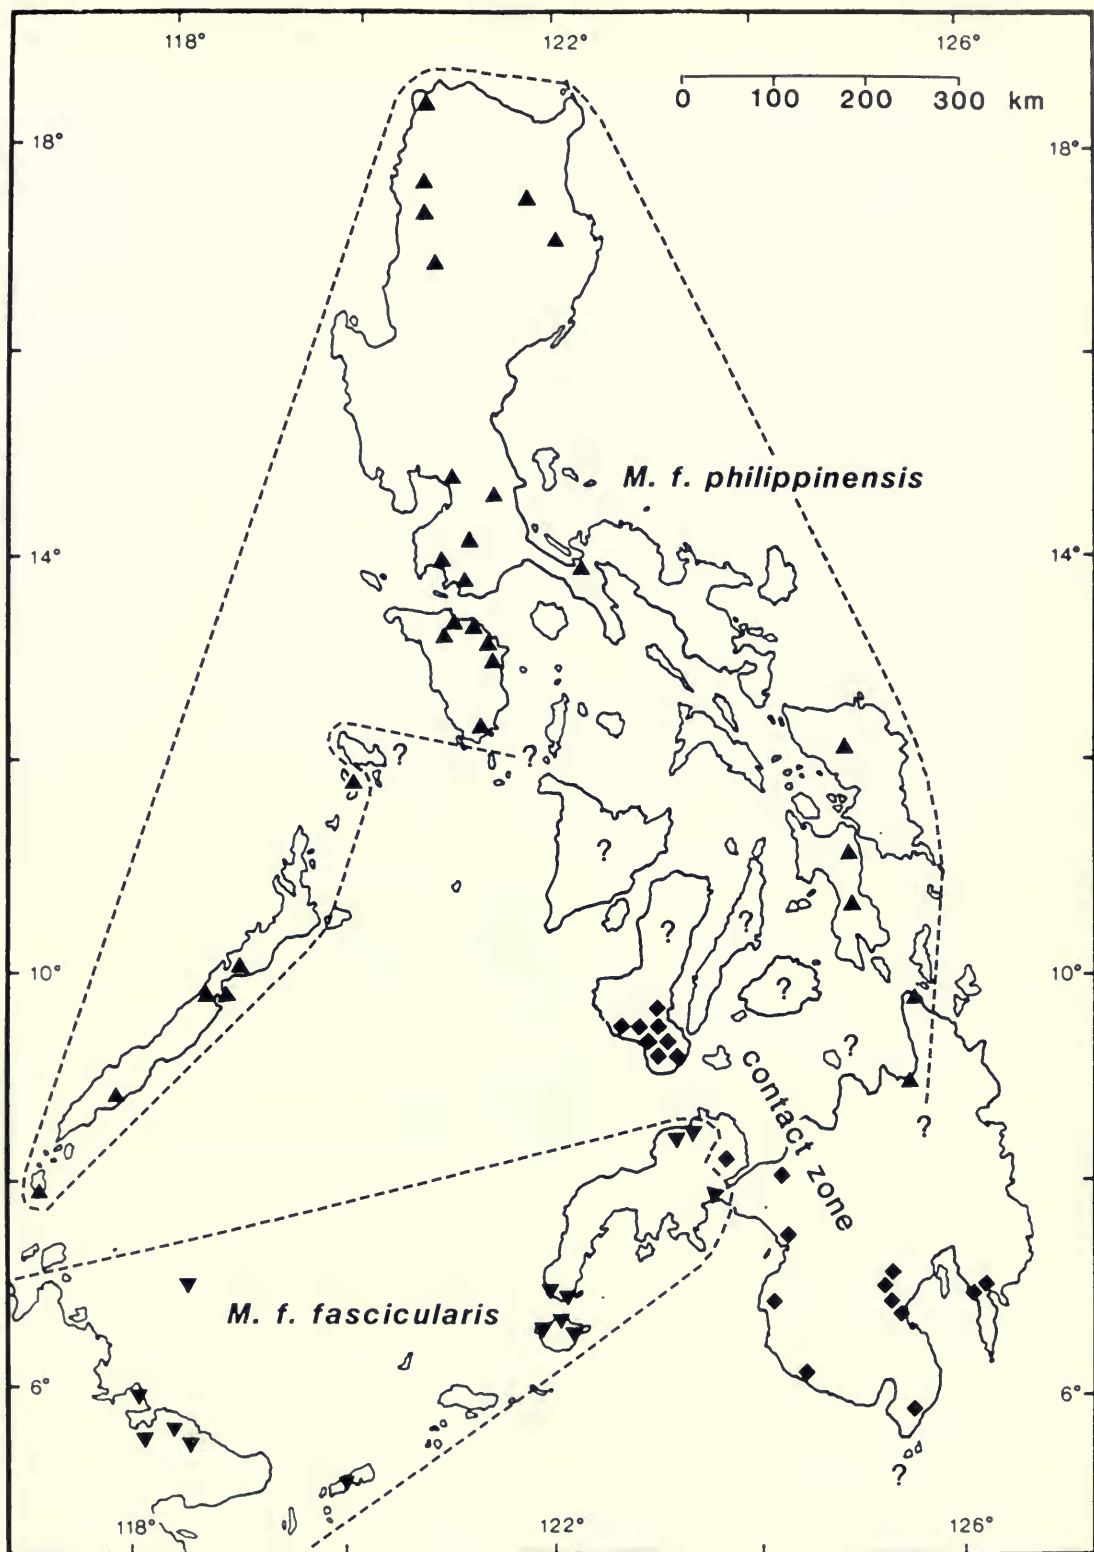 118° 122° 126°
0 100 200 300 km
18° 18°
M. f. philippinensis
14° 14°
? ?
?
? ?
10° 10°
?
?
contact zone
?
M. f. fascicularis
6° 6°
?
118° 122° 126°